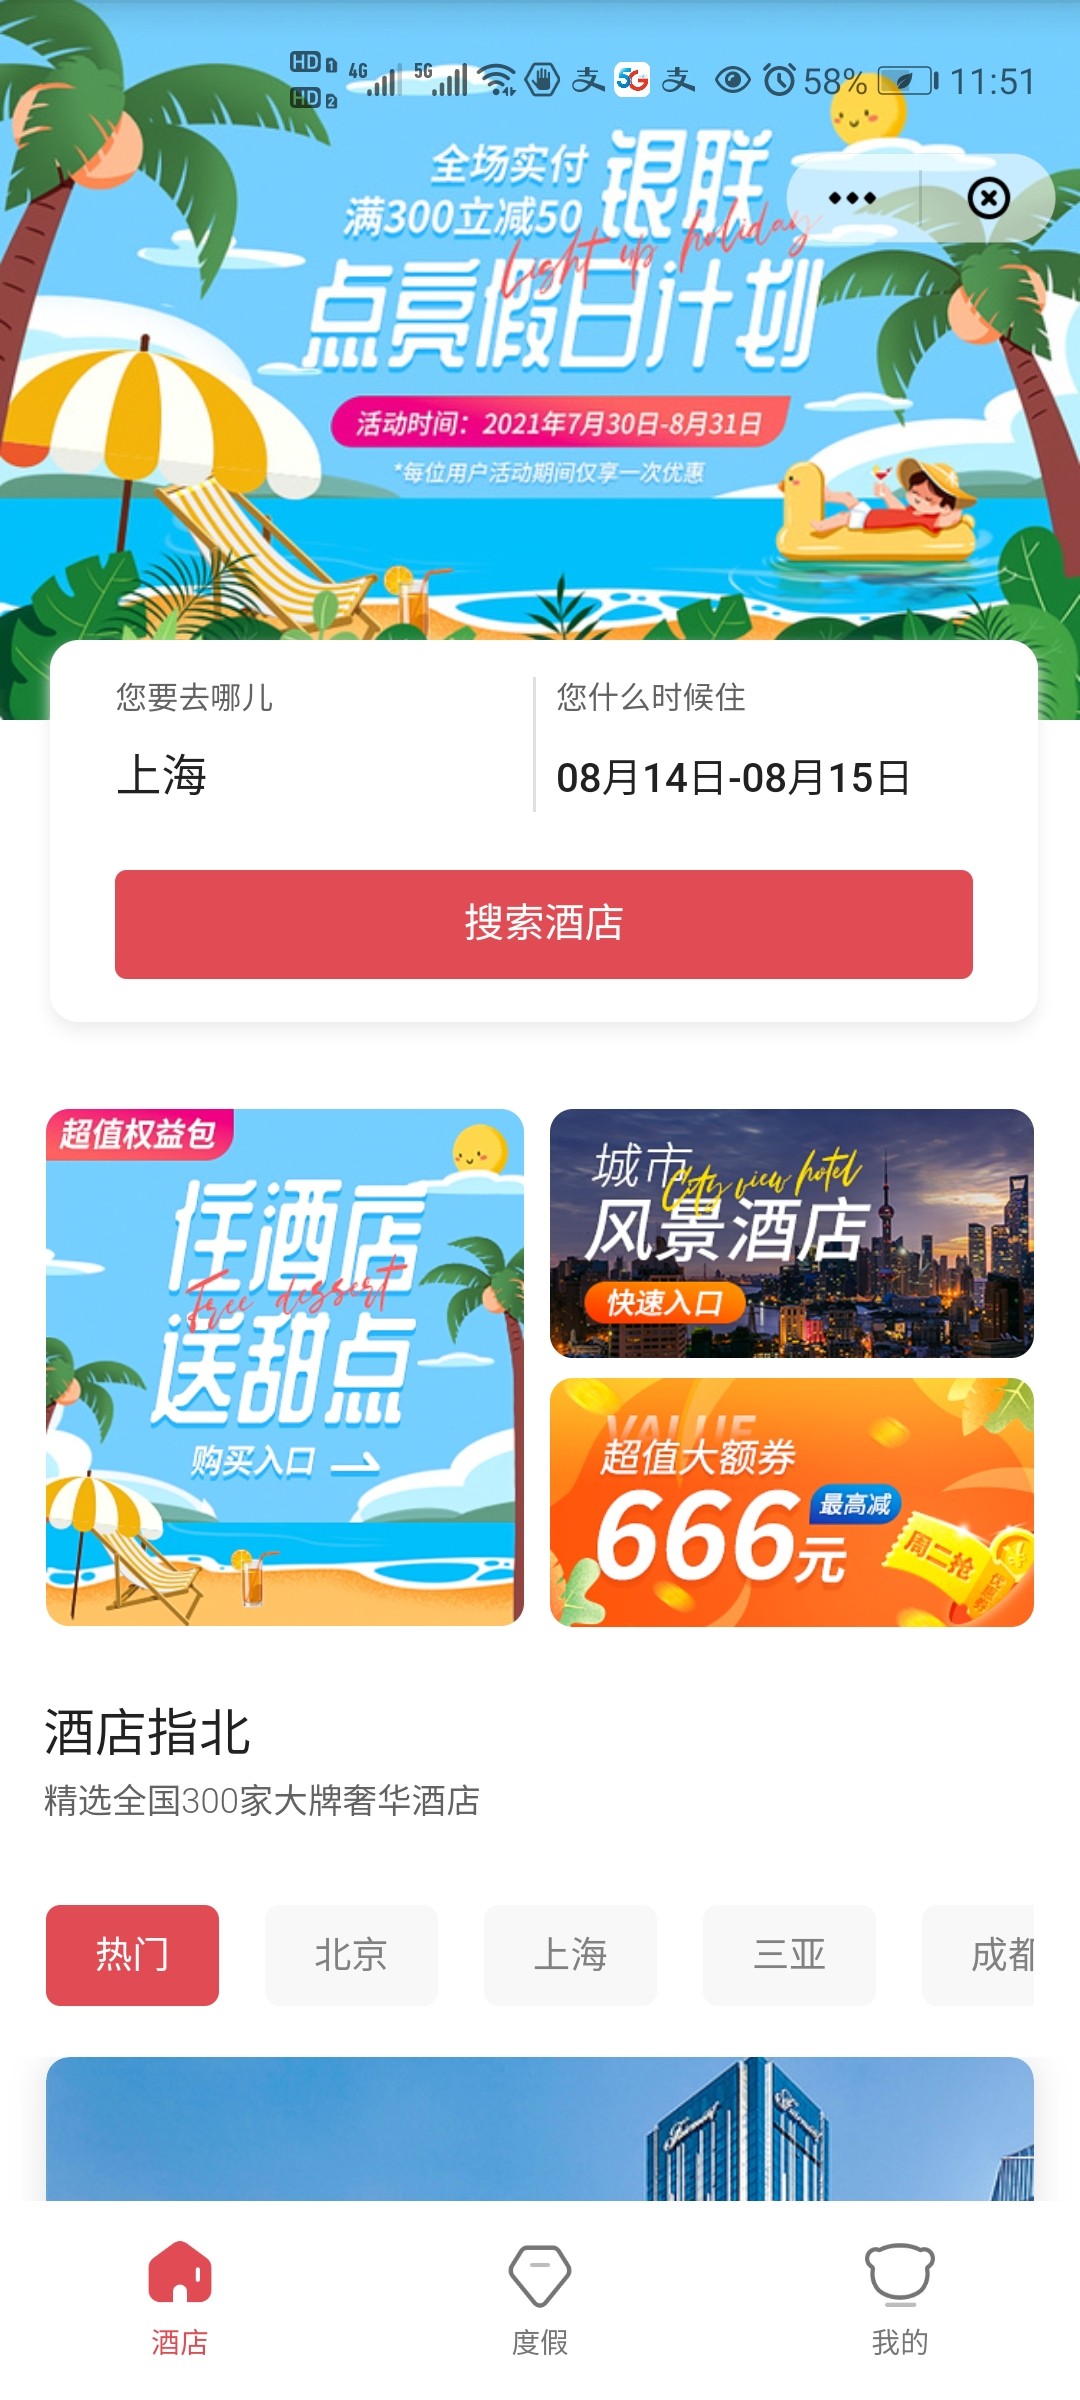 HD 1
HD 2
4G
5G
支
5G
支
58%
11:51
全场实付
满300立减50
银联
Light up holiday
点亮假日计划
活动时间：2021年7月30日-8月31日
*每位用户活动期间仅享一次优惠
您要去哪儿
您什么时候住
上海
08月14日-08月15日
搜索酒店
超值权益包
住酒店
Free dessert
送甜点
购买入口
城市
City view hotel
风景酒店
快速入口
VALUE
超值大额券
666元
最高减
周二抢
优惠券
酒店指北
精选全国300家大牌奢华酒店
热门
北京
上海
三亚
成都
Fairmont
酒店
度假
我的